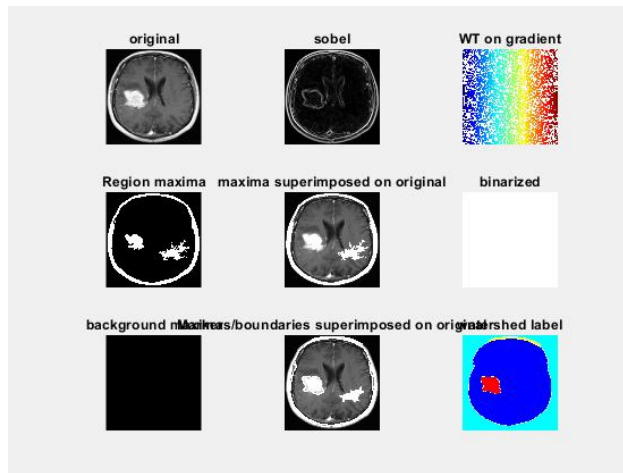 original
sobel
WT on gradient
Region maxima
maxima superimposed on original
binarized
background
Markers/boundaries superimposed on original
watershed label